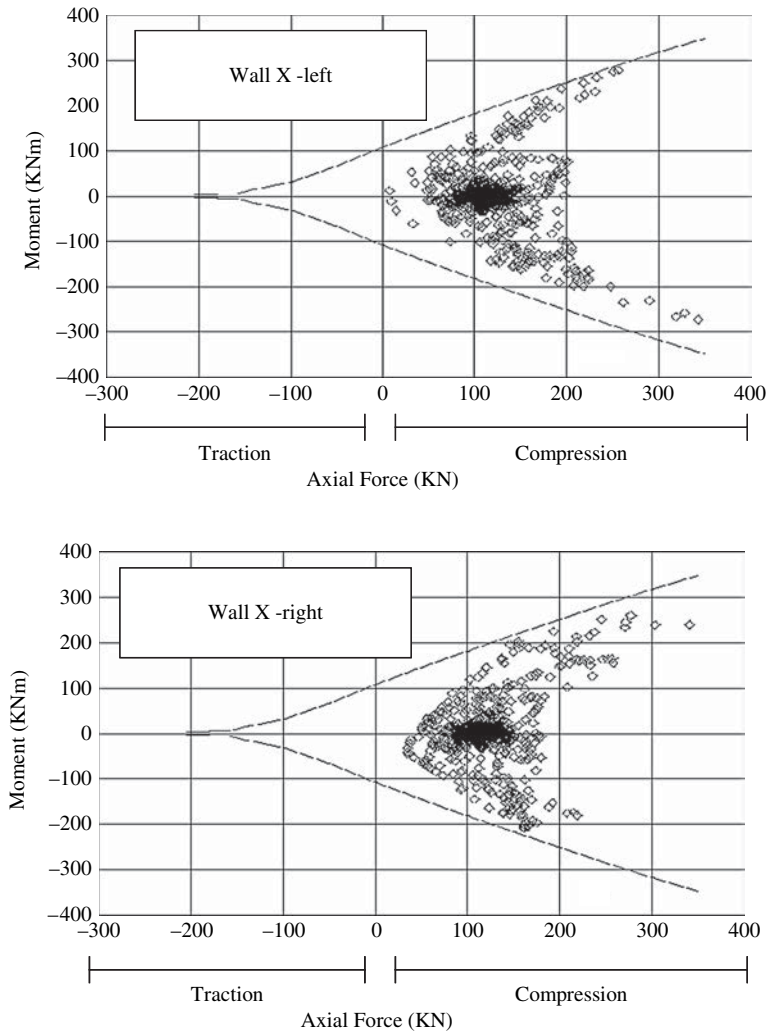 400
300
200
100
0
−100
−200
−300
−400
Moment (KNm)
Wall X -left
−300 −200 −100 0 100 200 300 400
Traction Compression
Axial Force (KN)
400
300
200
100
0
−100
−200
−300
−400
Moment (KNm)
Wall X -right
−300 −200 −100 0 100 200 300 400
Traction Compression
Axial Force (KN)